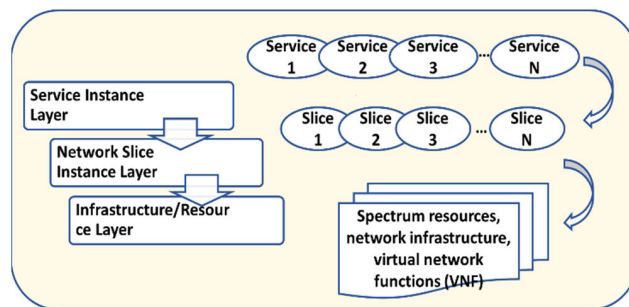 Service Instance
Layer
Network Slice
Instance Layer
Infrastructure/Resour
ce Layer
Service
1
Service
2
Service
3
...
Service
N
Slice
1
Slice
2
Slice
3
...
Slice
N
Spectrum resources,
network infrastructure,
virtual network
functions (VNF)